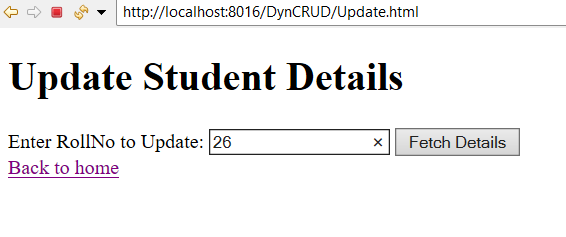 http://localhost:8016/DynCRUD/Update.html
Update Student Details
Enter RollNo to Update: 26 × Fetch Details
Back to home